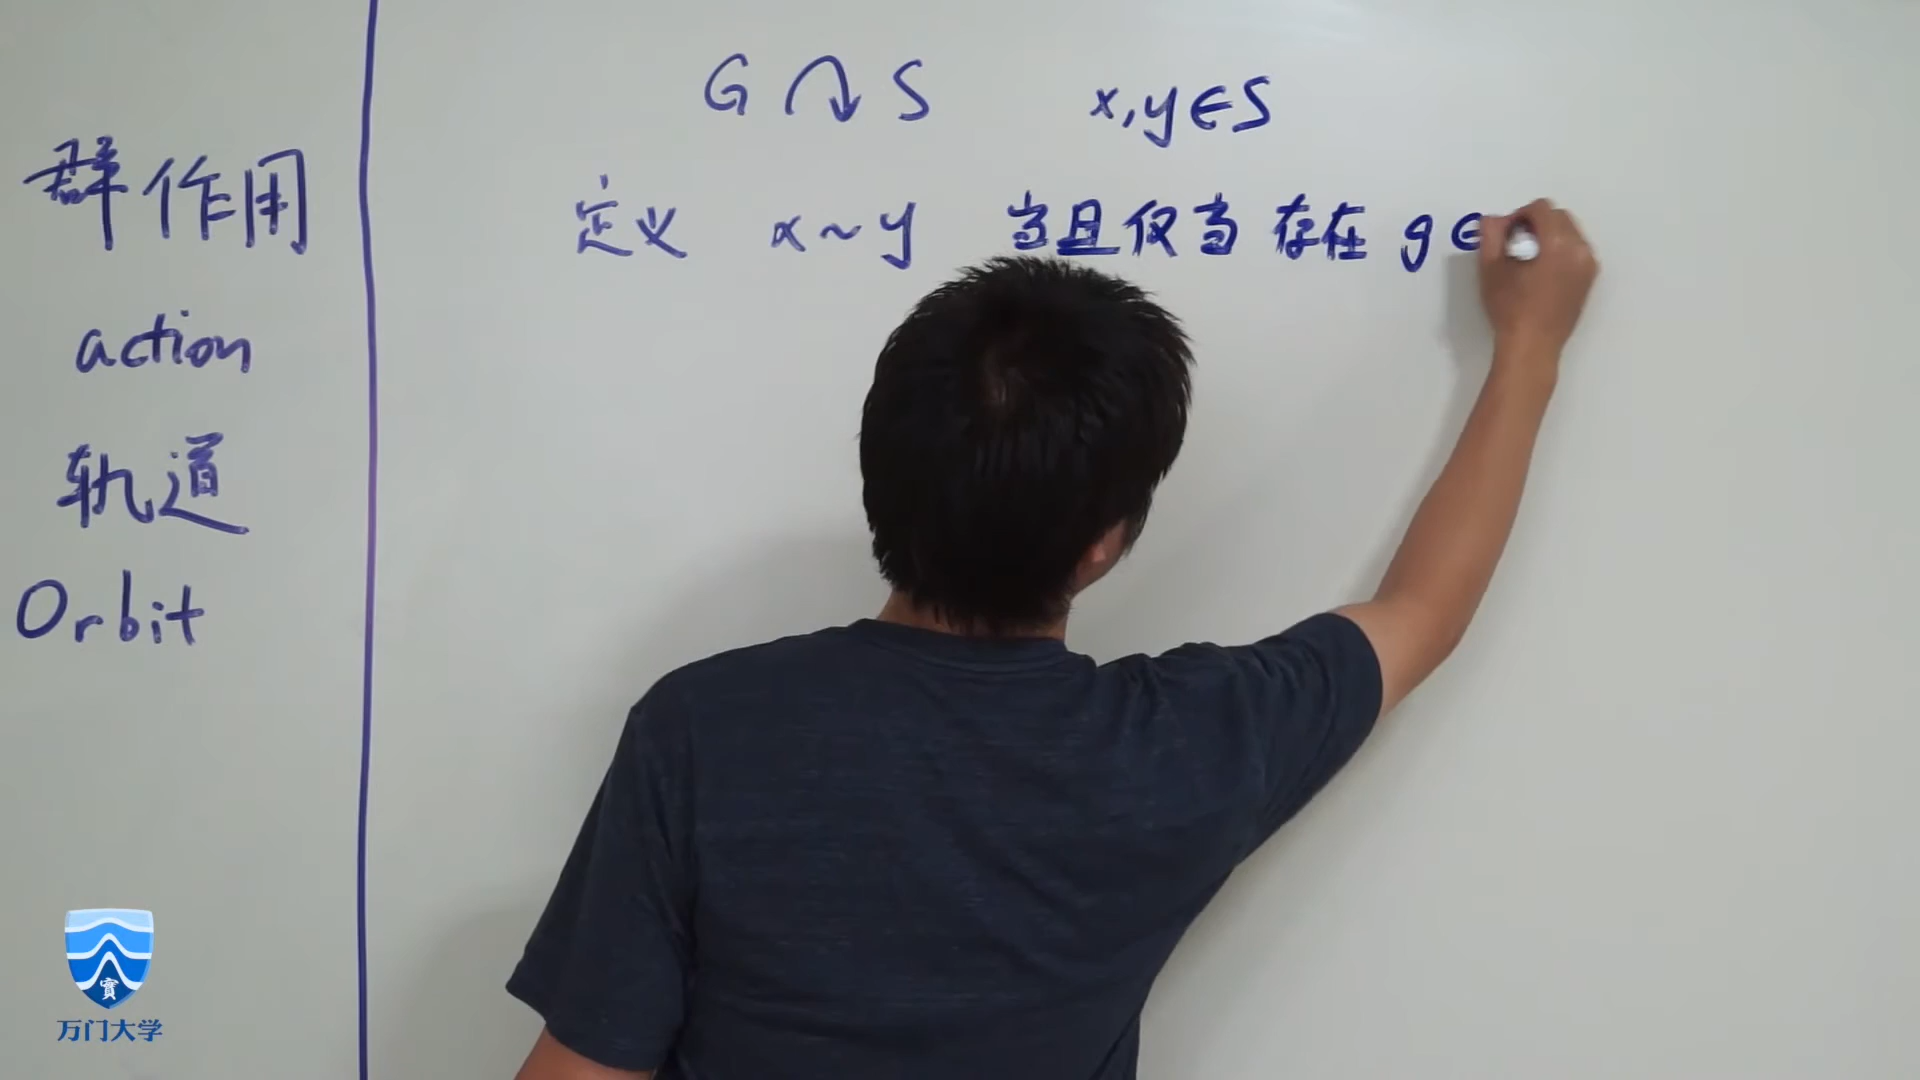 群作用
action
轨道
Orbit
G ↷ S x,y∈S
定义 x~y 当且仅当 存在 g∈
實
万门大学